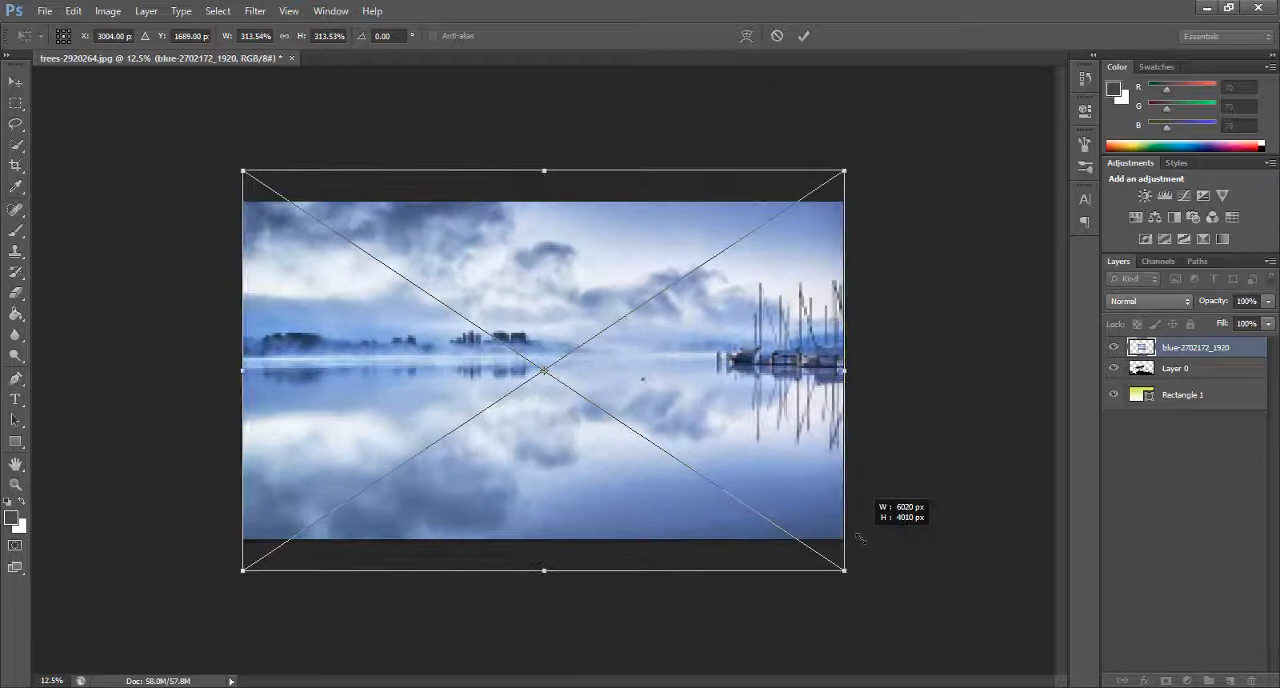 Ps File Edit Image Layer Type Select Filter View Window Help
X: 3004.00 p: Y: 1689.00 p: W: 313.54% H: 313.53% 0.00 ° Anti-alias Essentials
trees-2920264.jpg @ 12.5% (blue-2702172_1920, RGB/8#) * ×
Color Swatches
R 70
G 70
B 70
Adjustments Styles
Add an adjustment
Layers Channels Paths
Kind
Normal Opacity: 100%
Lock: Fill: 100%
blue-2702172_1920
Layer 0
Rectangle 1
W : 6020 px
H : 4010 px
12.5% Doc: 58.0M/57.8M